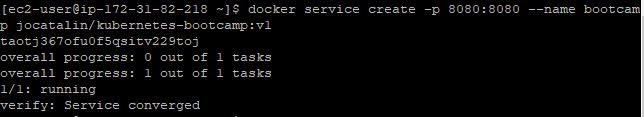 [ec2-user@ip-172-31-82-218 ~]$ docker service create -p 8080:8080 --name bootcam
p jocatalin/kubernetes-bootcamp:v1
taotj367ofu0f5qsitv229toj
overall progress: 0 out of 1 tasks
overall progress: 1 out of 1 tasks
1/1: running
verify: Service converged